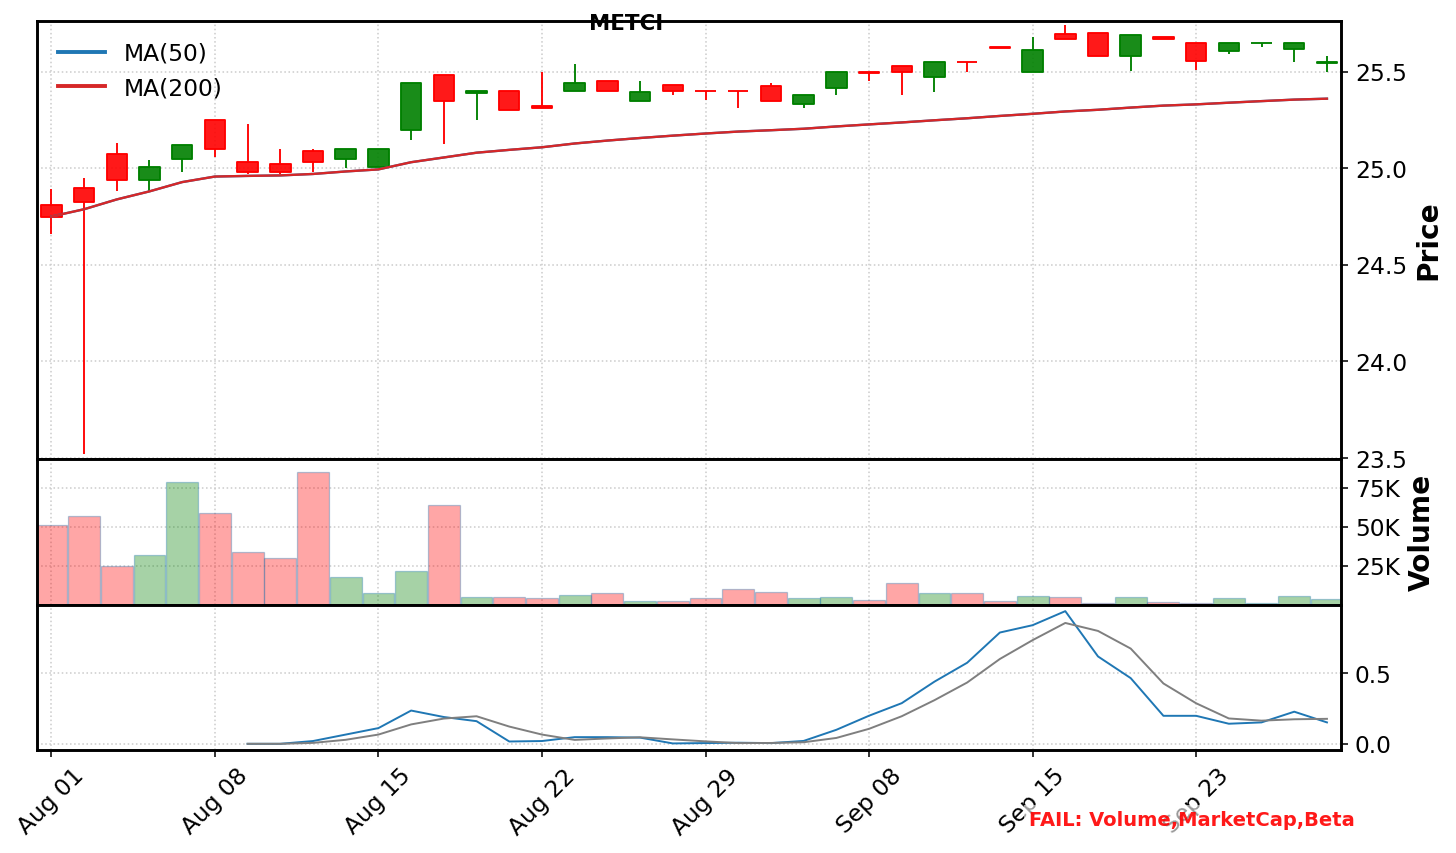 METCI
MA(50)
MA(200)
25.5
25.0
24.5
24.0
23.5
Price
75K
50K
25K
Volume
0.5
0.0
Aug 01
Aug 08
Aug 15
Aug 22
Aug 29
Sep 08
Sep 15
Sep 23
FAIL: Volume,MarketCap,Beta